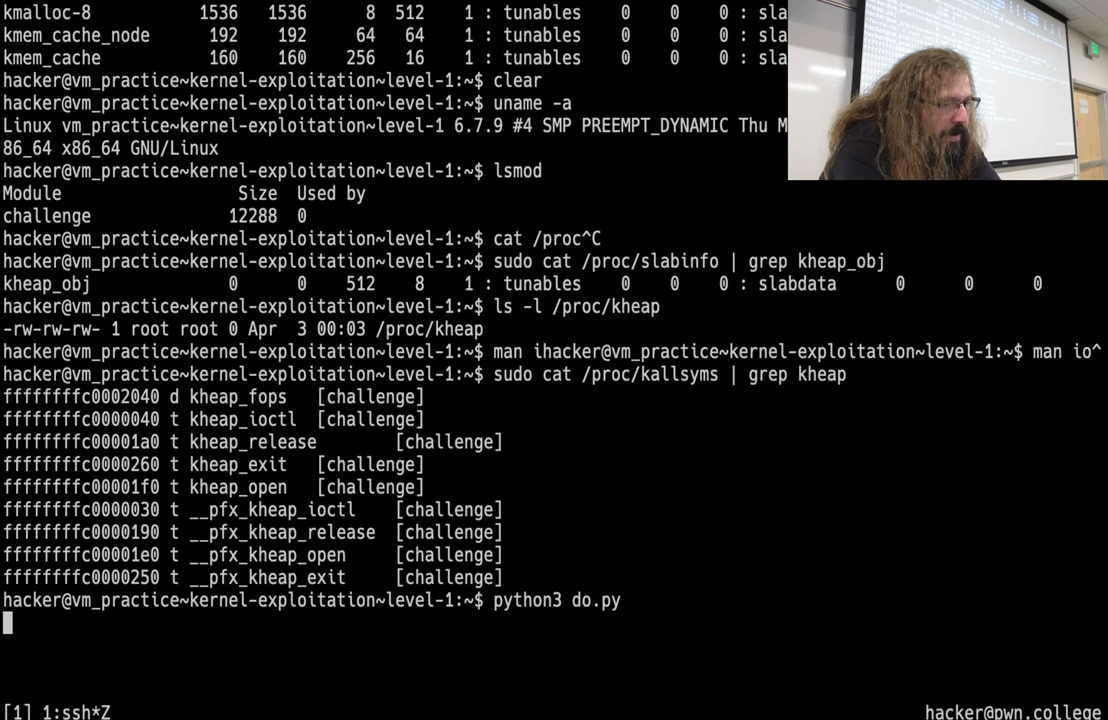 kmalloc-8 1536 1536 8 512 1 : tunables 0 0 0 : sla
kmem_cache_node 192 192 64 64 1 : tunables 0 0 0 : sla
kmem_cache 160 160 256 16 1 : tunables 0 0 0 : sla
hacker@vm_practice~kernel-exploitation~level-1:~$ clear
hacker@vm_practice~kernel-exploitation~level-1:~$ uname -a
Linux vm_practice~kernel-exploitation~level-1 6.7.9 #4 SMP PREEMPT_DYNAMIC Thu M
86_64 x86_64 GNU/Linux
hacker@vm_practice~kernel-exploitation~level-1:~$ lsmod
Module Size Used by
challenge 12288 0
hacker@vm_practice~kernel-exploitation~level-1:~$ cat /proc^C
hacker@vm_practice~kernel-exploitation~level-1:~$ sudo cat /proc/slabinfo | grep kheap_obj
kheap_obj 0 0 512 8 1 : tunables 0 0 0 : slabdata 0 0 0
hacker@vm_practice~kernel-exploitation~level-1:~$ ls -l /proc/kheap
-rw-rw-rw- 1 root root 0 Apr 3 00:03 /proc/kheap
hacker@vm_practice~kernel-exploitation~level-1:~$ man ihacker@vm_practice~kernel-exploitation~level-1:~$ man io^
hacker@vm_practice~kernel-exploitation~level-1:~$ sudo cat /proc/kallsyms | grep kheap
ffffffffc0002040 d kheap_fops [challenge]
ffffffffc0000040 t kheap_ioctl [challenge]
ffffffffc00001a0 t kheap_release [challenge]
ffffffffc0000260 t kheap_exit [challenge]
ffffffffc00001f0 t kheap_open [challenge]
ffffffffc0000030 t __pfx_kheap_ioctl [challenge]
ffffffffc0000190 t __pfx_kheap_release [challenge]
ffffffffc00001e0 t __pfx_kheap_open [challenge]
ffffffffc0000250 t __pfx_kheap_exit [challenge]
hacker@vm_practice~kernel-exploitation~level-1:~$ python3 do.py
[1] 1:ssh*Z hacker@pwn.college